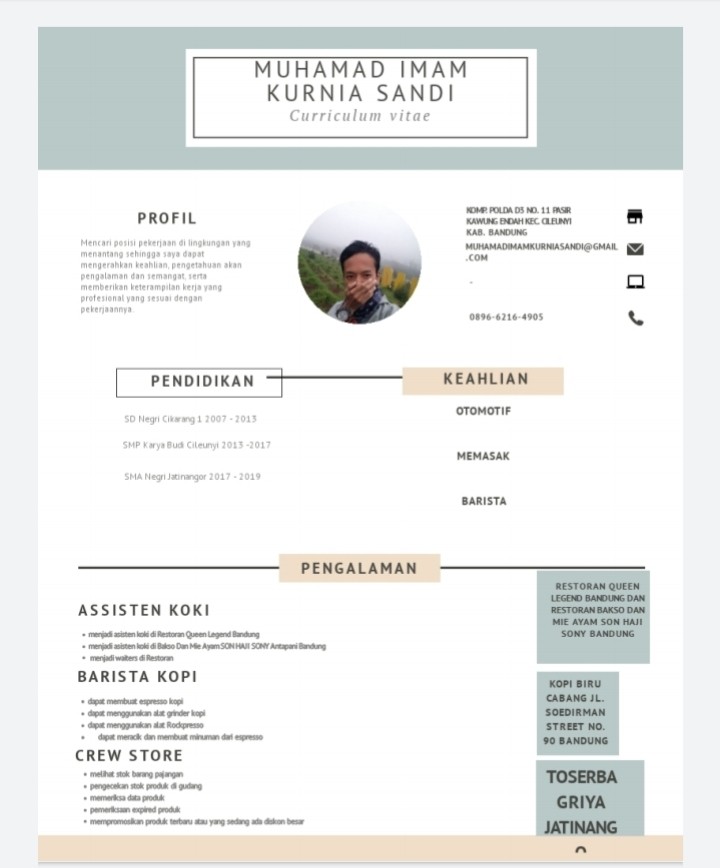 MUHAMAD IMAM
KURNIA SANDI
Curriculum vitae
PROFIL
Mencari posisi pekerjaan di lingkungan yang
menantang sehingga saya dapat
mengerahkan keahlian, pengetahuan akan
pengalaman dan semangat, serta
memberikan keterampilan kerja yang
profesional yang sesuai dengan
pekerjaannya.
KOMP. POLDA D3 NO. 11 PASIR
KAWUNG ENDAH KEC. CILEUNYI
KAB. BANDUNG
MUHAMADIMAMKURNIASANDI@GMAIL
.COM
-
0896-6216-4905
PENDIDIKAN
SD Negri Cikarang 1 2007 - 2013
SMP Karya Budi Cileunyi 2013 -2017
SMA Negri Jatinangor 2017 - 2019
KEAHLIAN
OTOMOTIF
MEMASAK
BARISTA
PENGALAMAN
ASSISTEN KOKI
• menjadi asisten koki di Restoran Queen Legend Bandung
• menjadi asisten koki di Bakso Dan Mie Ayam SON HAJI SONY Antapani Bandung
• menjadi waiters di Restoran
RESTORAN QUEEN
LEGEND BANDUNG DAN
RESTORAN BAKSO DAN
MIE AYAM SON HAJI
SONY BANDUNG
BARISTA KOPI
• dapat membuat espresso kopi
• dapat menggunakan alat grinder kopi
• dapat menggunakan alat Rockpresso
• dapat meracik dan membuat minuman dari espresso
KOPI BIRU
CABANG JL.
SOEDIRMAN
STREET NO.
90 BANDUNG
CREW STORE
• melihat stok barang pajangan
• pengecekan stok produk di gudang
• memeriksa data produk
• pemeriksaan expired produk
• mempromosikan produk terbaru atau yang sedang ada diskon besar
TOSERBA
GRIYA
JATINANG